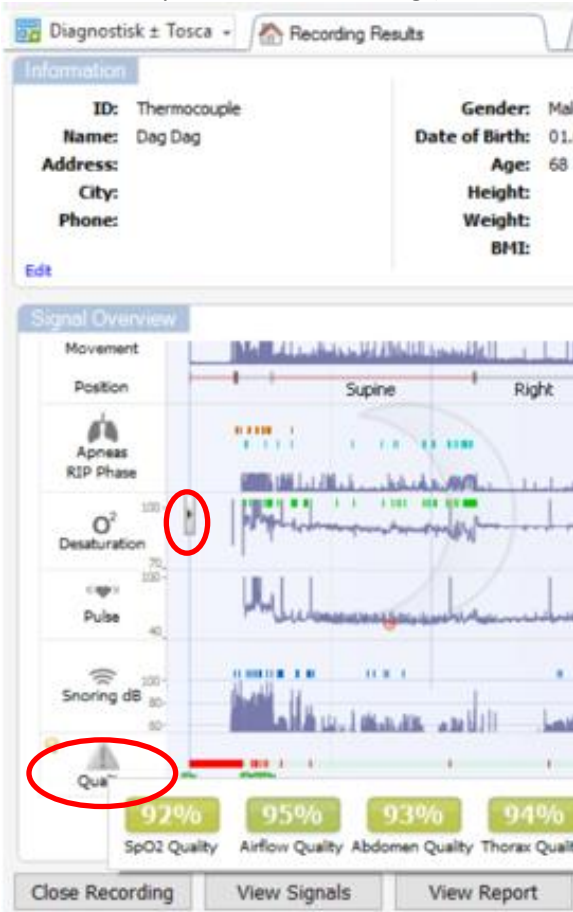 Diagnostisk ± Tosca
Recording Results
Information
ID: Thermocouple
Name: Dag Dag
Address:
City:
Phone:
Edit
Gender: Mal
Date of Birth: 01.
Age: 68
Height:
Weight:
BMI:
Signal Overview
Movement
Position
Supine
Right
Apneas
RIP Phase
100
O²
Desaturation
70
100
Pulse
40
100
Snoring dB
80
60
Qua
92%
95%
93%
94%
SpO2 Quality
Airflow Quality
Abdomen Quality
Thorax Qualit
Close Recording
View Signals
View Report